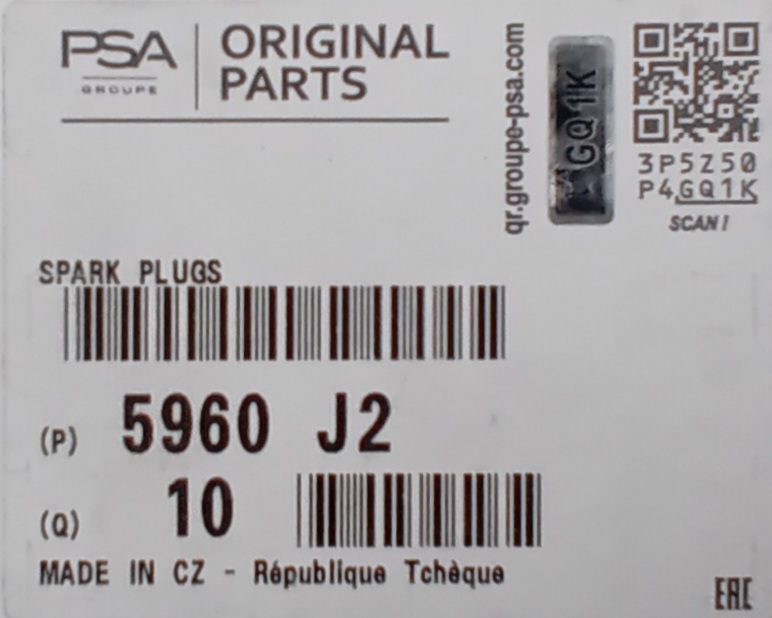 PSA
GROUPE
ORIGINAL
PARTS
qr.groupe-psa.com
GQ1K
3P5Z50
P4GQ1K
SCAN!
SPARK PLUGS
(P) 5960 J2
(Q) 10
MADE IN CZ - République Tchèque
EAC